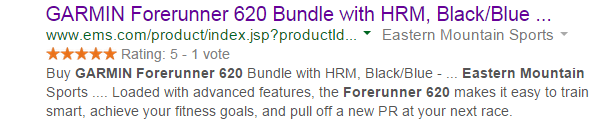 GARMIN Forerunner 620 Bundle with HRM, Black/Blue ...
www.ems.com/product/index.jsp?productId... Eastern Mountain Sports
Rating: 5 - 1 vote
Buy GARMIN Forerunner 620 Bundle with HRM, Black/Blue - ... Eastern Mountain
Sports .... Loaded with advanced features, the Forerunner 620 makes it easy to train
smart, achieve your fitness goals, and pull off a new PR at your next race.